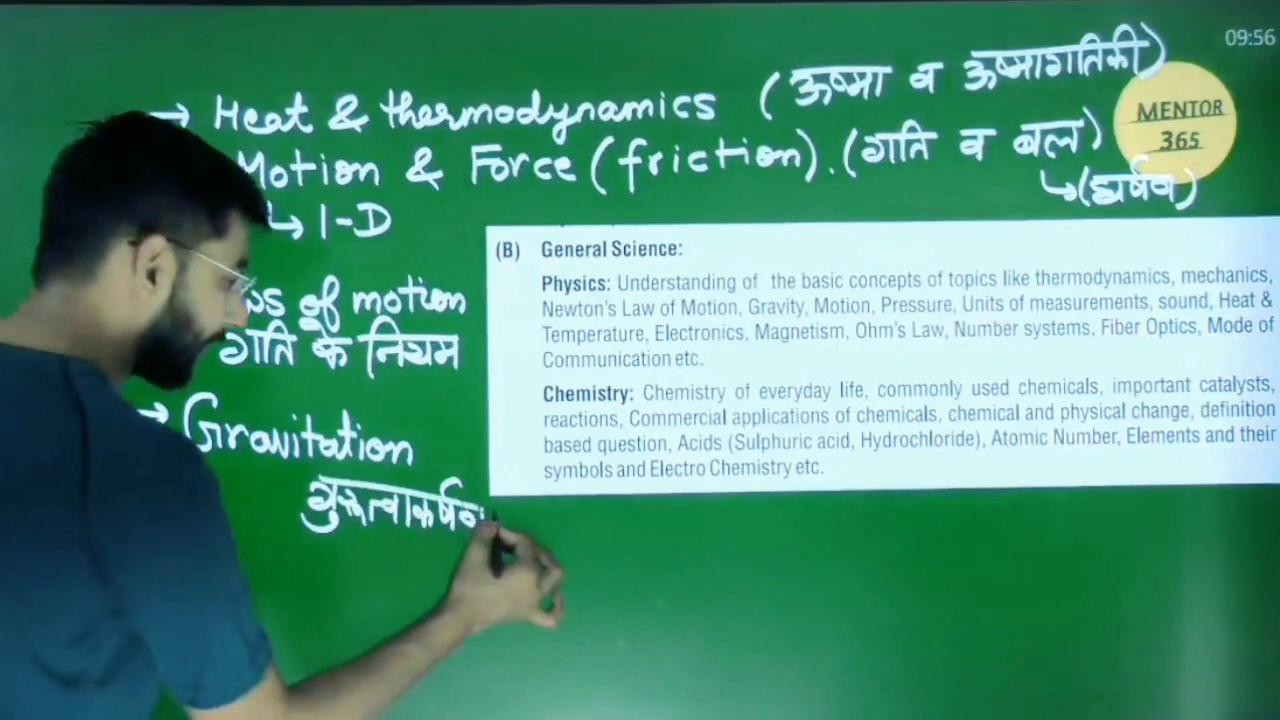 09:56
→ Heat & thermodynamics (ऊष्मा व ऊष्मागतिकी)
Motion & Force (friction). (गति व बल)
↳ (घर्षण)
↳ 1-D
MENTOR
365
of motion
गति के नियम
→ Gravitation
गुरुत्वाकर्षण
(B) General Science:
Physics: Understanding of the basic concepts of topics like thermodynamics, mechanics,
Newton's Law of Motion, Gravity, Motion, Pressure, Units of measurements, sound, Heat &
Temperature, Electronics, Magnetism, Ohm's Law, Number systems, Fiber Optics, Mode of
Communication etc.
Chemistry: Chemistry of everyday life, commonly used chemicals, important catalysts,
reactions, Commercial applications of chemicals, chemical and physical change, definition
based question, Acids (Sulphuric acid, Hydrochloride), Atomic Number, Elements and their
symbols and Electro Chemistry etc.